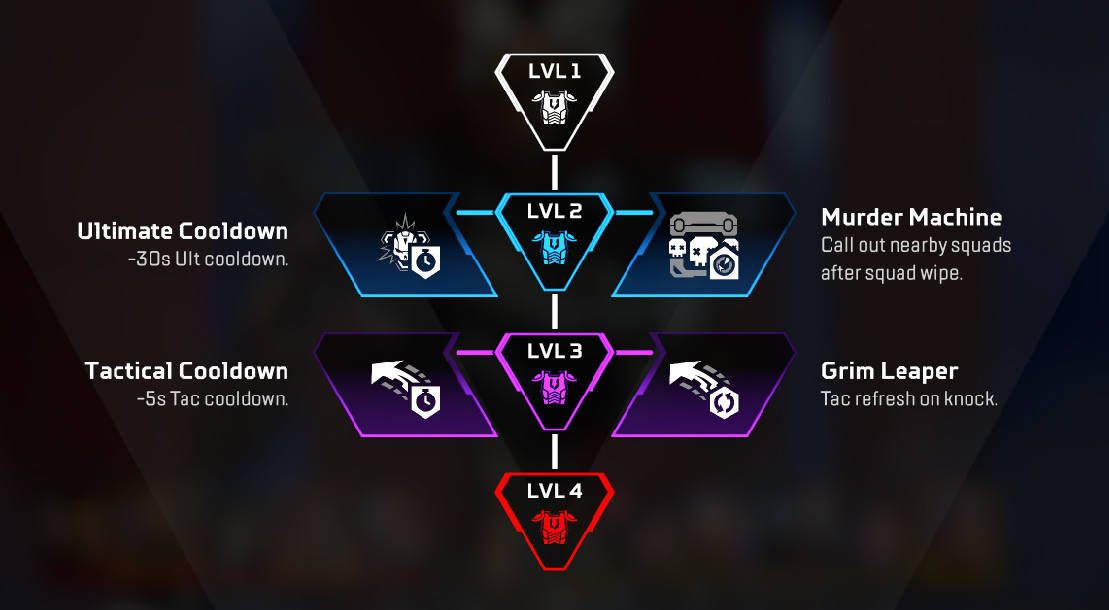 LVL 1
Ultimate Cooldown
-30s Ult cooldown.
LVL 2
Murder Machine
Call out nearby squads
after squad wipe.
Tactical Cooldown
-5s Tac cooldown.
LVL 3
Grim Leaper
Tac refresh on knock.
LVL 4